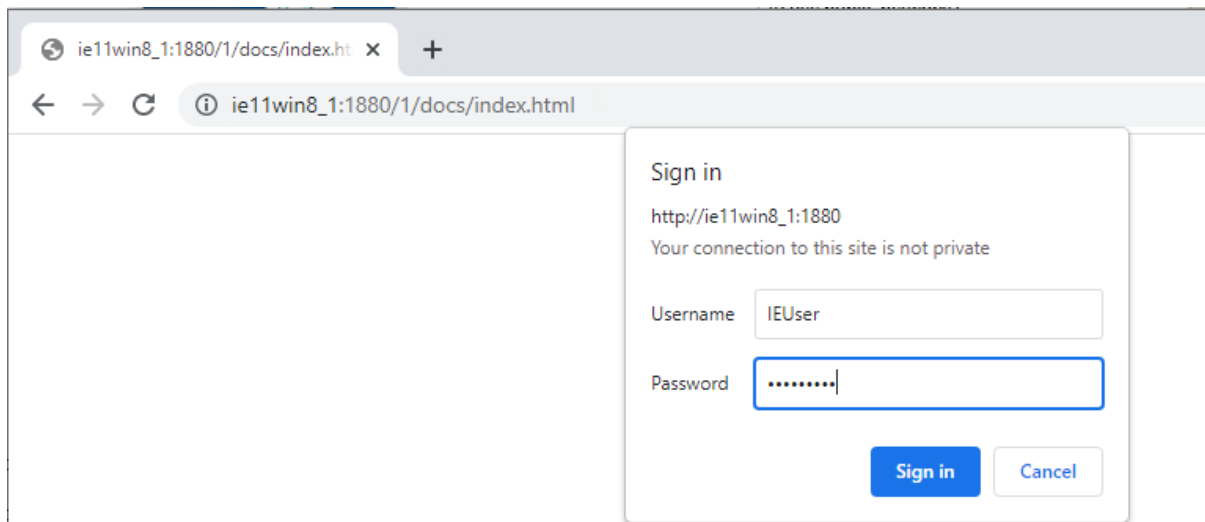 ie11win8_1:1880/1/docs/index.ht
ie11win8_1:1880/1/docs/index.html
Sign in
http://ie11win8_1:1880
Your connection to this site is not private
Username IEUser
Password •••••••••
Sign in Cancel